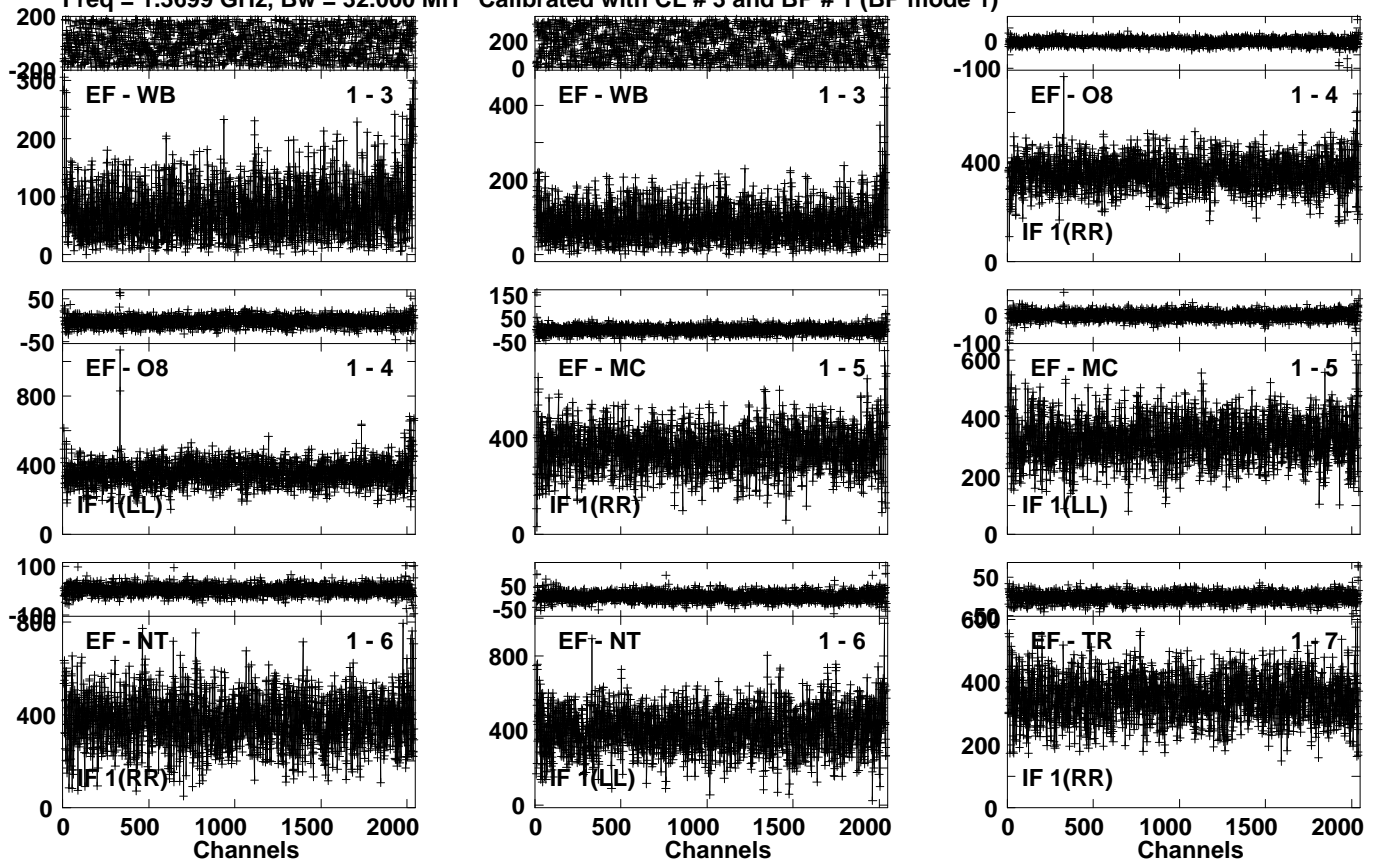 Freq = 1.3699 GHz, Bw = 32.000 MH Calibrated with CL # 3 and BP # 1 (BP mode 1)
200
-200
300
200
100
0
EF - WB 1 - 3
200
0
400
200
0
EF - WB 1 - 3
0
-100
400
0
EF - O8 1 - 4
IF 1(RR)
50
-50
800
400
0
EF - O8 1 - 4
IF 1(LL)
150
50
-50
400
0
EF - MC 1 - 5
IF 1(RR)
0
-100
600
400
200
0
EF - MC 1 - 5
IF 1(LL)
100
-100
800
400
0
EF - NT 1 - 6
IF 1(RR)
0 500 1000 1500 2000
Channels
50
-50
800
400
0
EF - NT 1 - 6
IF 1(LL)
0 500 1000 1500 2000
Channels
50
-50
600
400
200
0
EF - TR 1 - 7
IF 1(RR)
0 500 1000 1500 2000
Channels